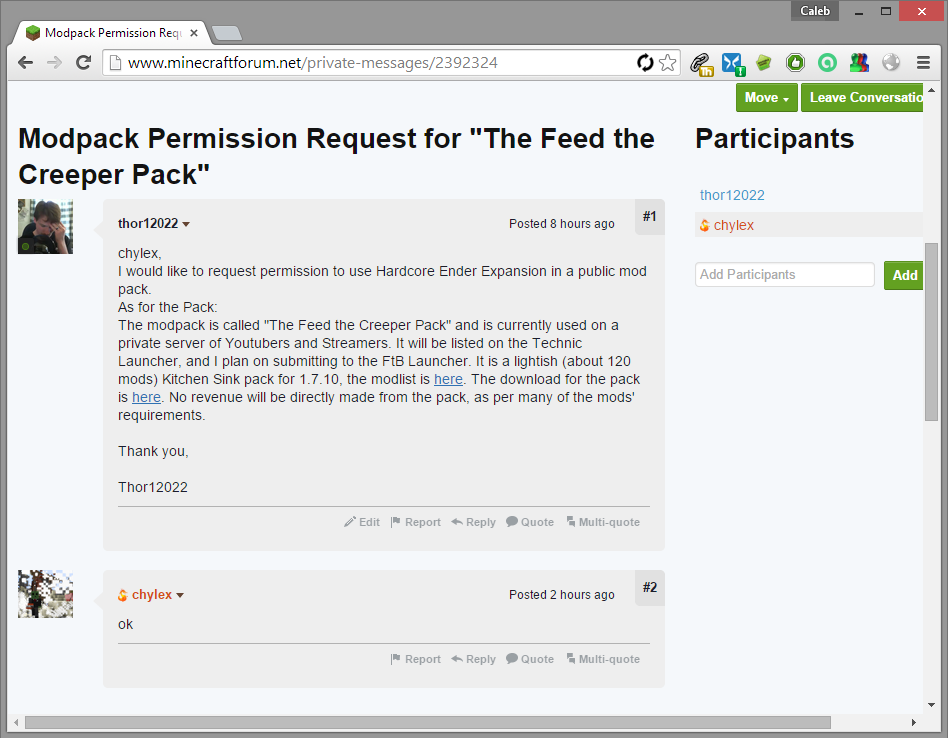 Caleb
Modpack Permission Requ
www.minecraftforum.net/private-messages/2392324
Move
Leave Conversatio
Modpack Permission Request for "The Feed the
Creeper Pack"
Participants
thor12022
chylex
Add Participants
Add
thor12022
Posted 8 hours ago
#1
chylex,
I would like to request permission to use Hardcore Ender Expansion in a public mod
pack.
As for the Pack:
The modpack is called "The Feed the Creeper Pack" and is currently used on a
private server of Youtubers and Streamers. It will be listed on the Technic
Launcher, and I plan on submitting to the FtB Launcher. It is a lightish (about 120
mods) Kitchen Sink pack for 1.7.10, the modlist is here. The download for the pack
is here. No revenue will be directly made from the pack, as per many of the mods'
requirements.
Thank you,
Thor12022
Edit Report Reply Quote Multi-quote
chylex
Posted 2 hours ago
#2
ok
Report Reply Quote Multi-quote